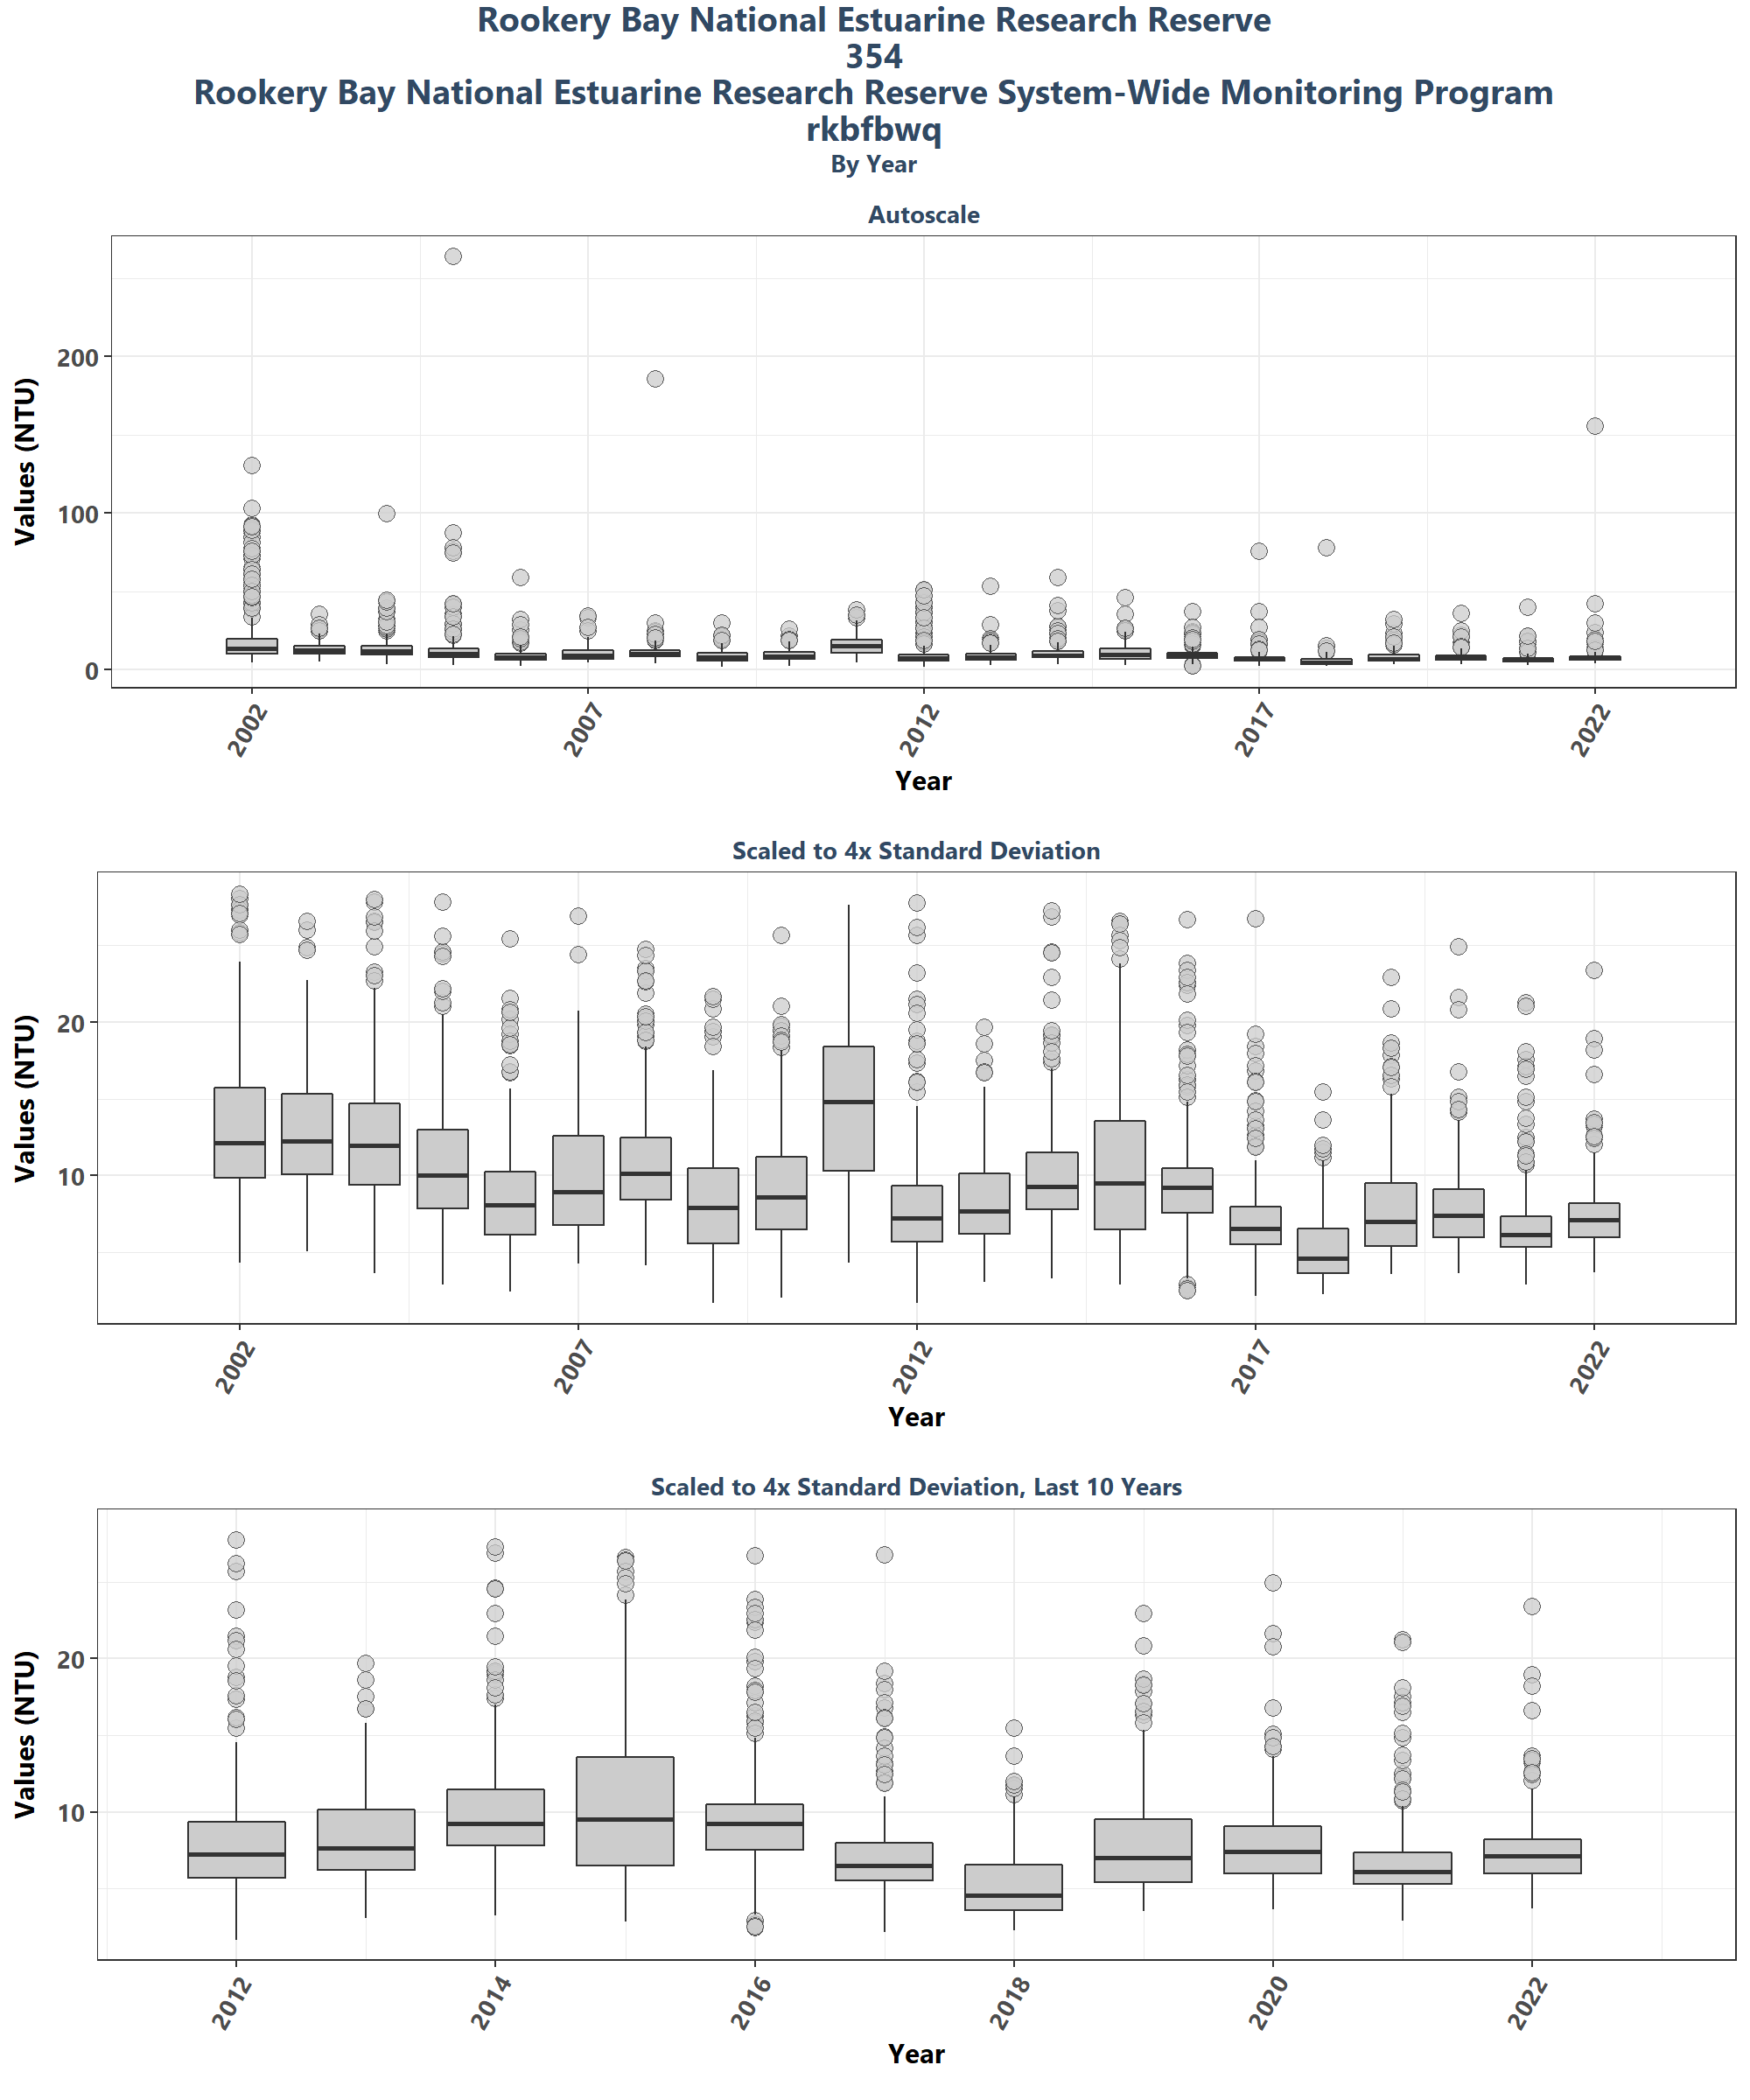 Rookery Bay National Estuarine Research Reserve
354
Rookery Bay National Estuarine Research Reserve System-Wide Monitoring Program
rkbfbwq
By Year
Autoscale
Values (NTU)
200
100
0
2002
2007
2012
2017
2022
Year
Scaled to 4x Standard Deviation
Values (NTU)
20
10
2002
2007
2012
2017
2022
Year
Scaled to 4x Standard Deviation, Last 10 Years
Values (NTU)
20
10
2012
2014
2016
2018
2020
2022
Year